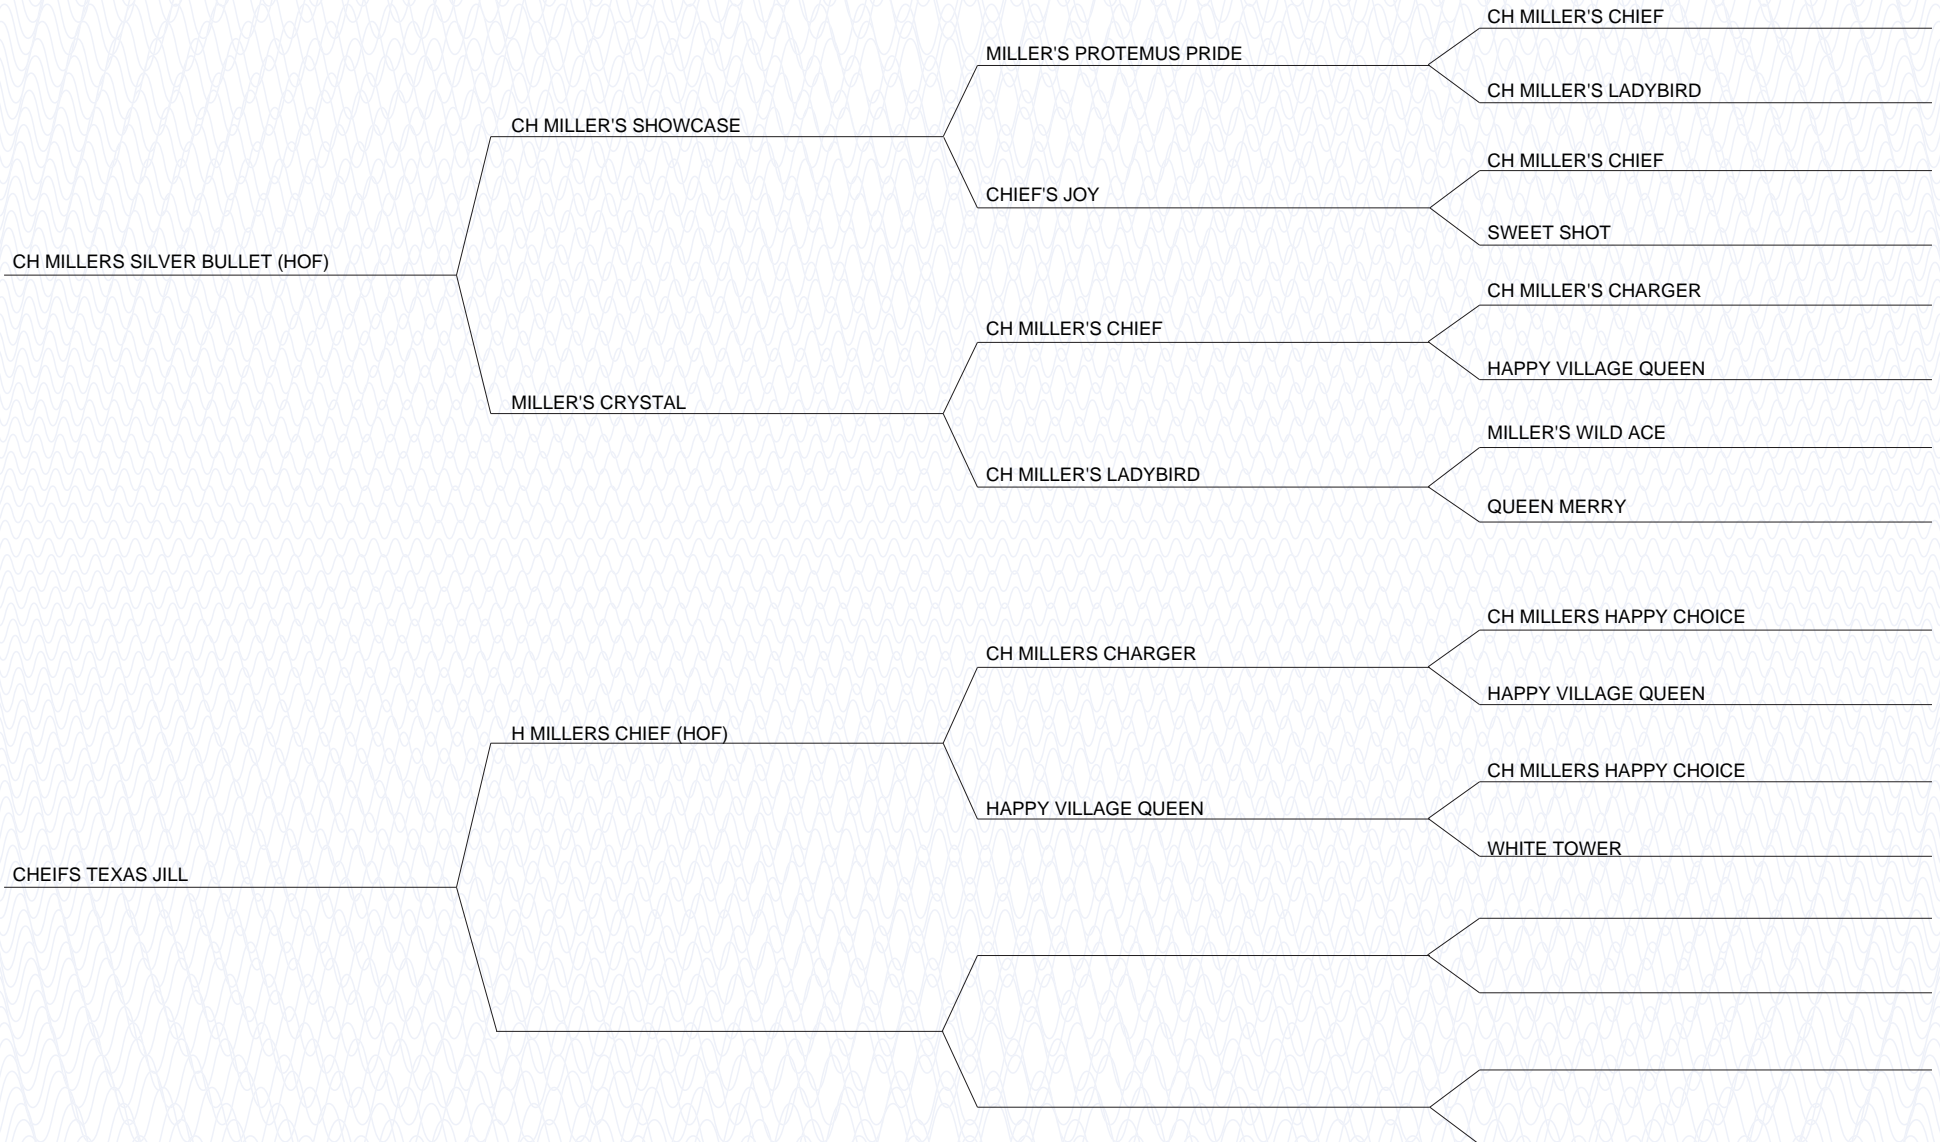 CH MILLER'S CHIEF
MILLER'S PROTEMUS PRIDE
CH MILLER'S LADYBIRD
CH MILLER'S SHOWCASE
CH MILLER'S CHIEF
CHIEF'S JOY
SWEET SHOT
CH MILLERS SILVER BULLET (HOF)
CH MILLER'S CHARGER
CH MILLER'S CHIEF
HAPPY VILLAGE QUEEN
MILLER'S CRYSTAL
MILLER'S WILD ACE
CH MILLER'S LADYBIRD
QUEEN MERRY
CH MILLERS HAPPY CHOICE
CH MILLERS CHARGER
HAPPY VILLAGE QUEEN
H MILLERS CHIEF (HOF)
CH MILLERS HAPPY CHOICE
HAPPY VILLAGE QUEEN
WHITE TOWER
CHEIFS TEXAS JILL